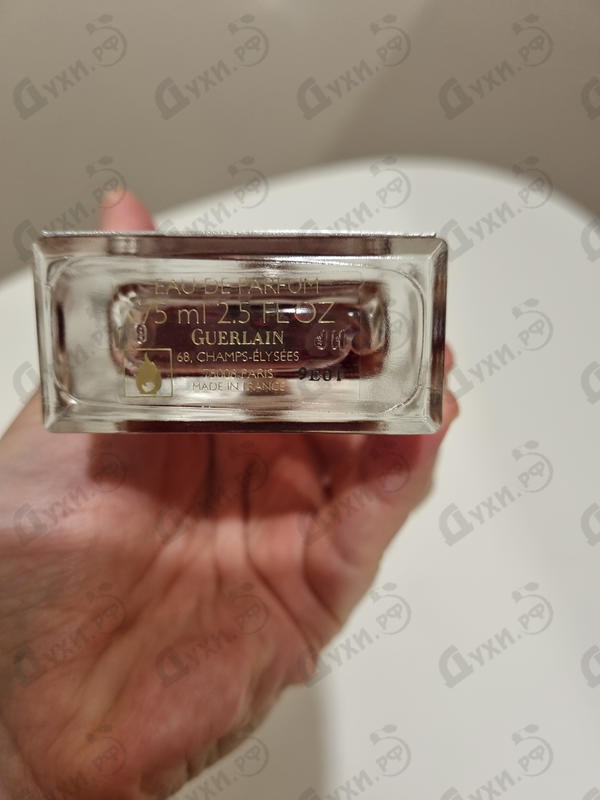 EAU DE PARFUM
75 ml 2.5 FL OZ
GUERLAIN
68, CHAMPS-ÉLYSÉES
75008 PARIS
MADE IN FRANCE
Духи.рф